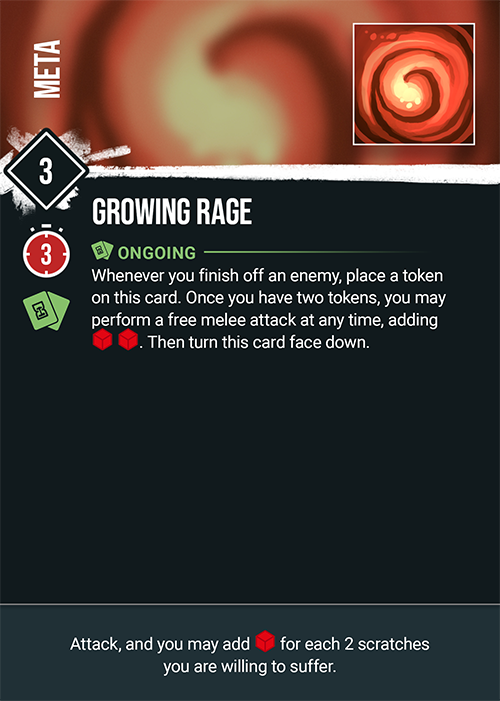 META
3
GROWING RAGE
3
ONGOING
Whenever you finish off an enemy, place a token
on this card. Once you have two tokens, you may
perform a free melee attack at any time, adding
. Then turn this card face down.
Attack, and you may add for each 2 scratches
you are willing to suffer.